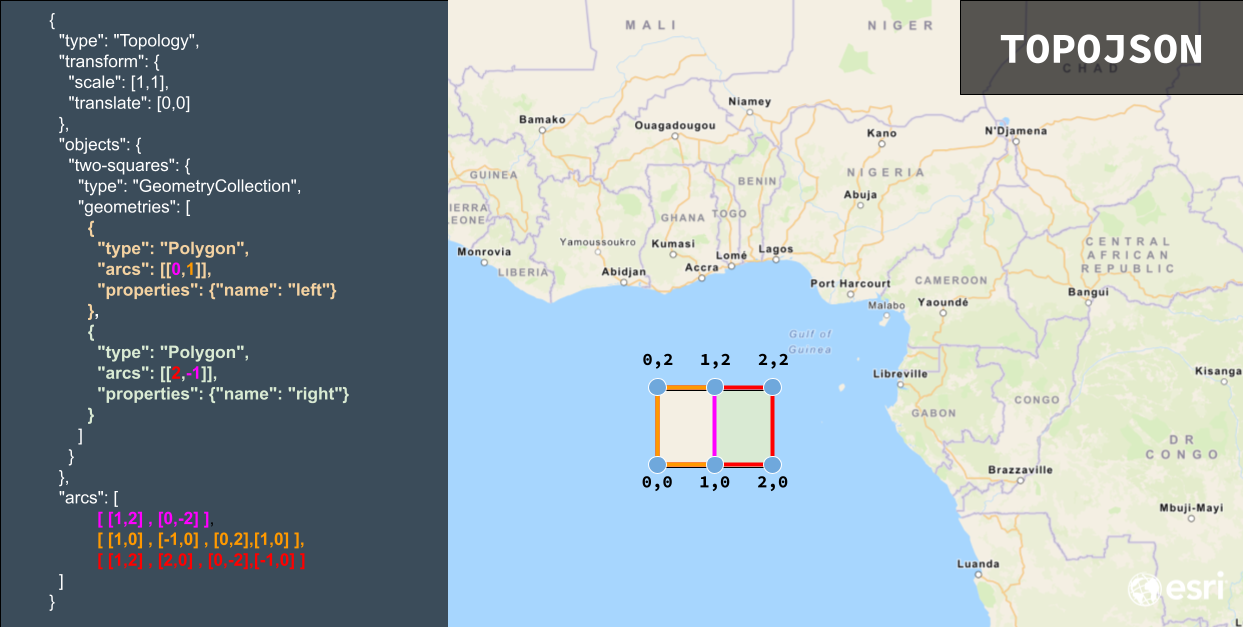 {
"type": "Topology",
"transform": {
"scale": [1,1],
"translate": [0,0]
},
"objects": {
"two-squares": {
"type": "GeometryCollection",
"geometries": [
{
"type": "Polygon",
"arcs": [[0,1]],
"properties": {"name": "left"}
},
{
"type": "Polygon",
"arcs": [[2,-1]],
"properties": {"name": "right"}
}
]
}
},
"arcs": [
[ [1,2] , [0,-2] ],
[ [1,0] , [-1,0] , [0,2],[1,0] ],
[ [1,2] , [2,0] , [0,-2],[-1,0] ]
]
}
TOPOJSON
MALI
NIGER
CHAD
Niamey
Bamako
Ouagadougou
Kano
N'Djamena
GUINEA
BENIN
NIGERIA
Abuja
IERRA
LEONE
GHANA
TOGO
Monrovia
Yamoussoukro
Kumasi
Lomé
Lagos
CENTRAL
AFRICAN
REPUBLIC
LIBERIA
Abidjan
Accra
Port Harcourt
CAMEROON
Bangui
Malabo
Yaoundé
Gulf of
Guinea
0,2
1,2
2,2
Libreville
Kisanga
GABON
CONGO
DR
CONGO
0,0
1,0
2,0
Brazzaville
Mbuji-Mayi
Luanda
esri
L